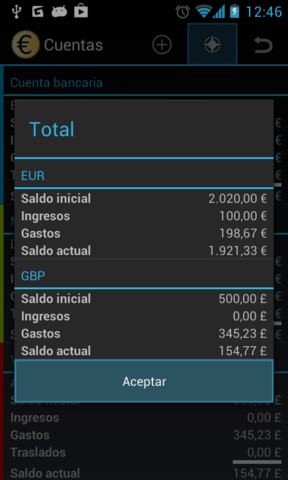 12:46
Cuentas
Cuenta bancaria
Total
EUR
Saldo inicial 2.020,00 €
Ingresos 100,00 €
Gastos 198,67 €
Saldo actual 1.921,33 €
GBP
Saldo inicial 500,00 £
Ingresos 0,00 £
Gastos 345,23 £
Saldo actual 154,77 £
Aceptar
Saldo inicial
Ingresos 0,00 £
Gastos 345,23 £
Traslados 0,00 £
Saldo actual 154,77 £